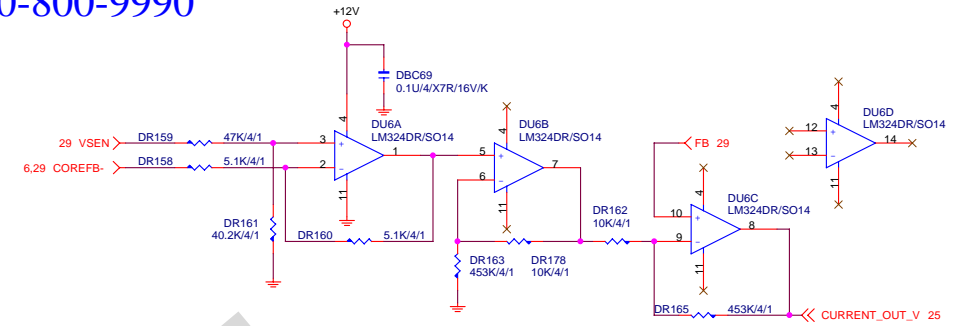 0-800-9990
+12V
DBC69
0.1U/4/X7R/16V/K
DU6A
LM324DR/SO14
DU6B
LM324DR/SO14
DU6D
LM324DR/SO14
29 VSEN
DR159
47K/4/1
6,29 COREFB-
DR158
5.1K/4/1
4
3
+
2
-
1
11
4
5
+
6
-
7
11
4
12
+
13
-
14
11
FB 29
DR161
40.2K/4/1
DR160
5.1K/4/1
DR163
453K/4/1
DR178
10K/4/1
DR162
10K/4/1
DU6C
LM324DR/SO14
4
10
+
9
-
8
11
DR165
453K/4/1
CURRENT_OUT_V 25